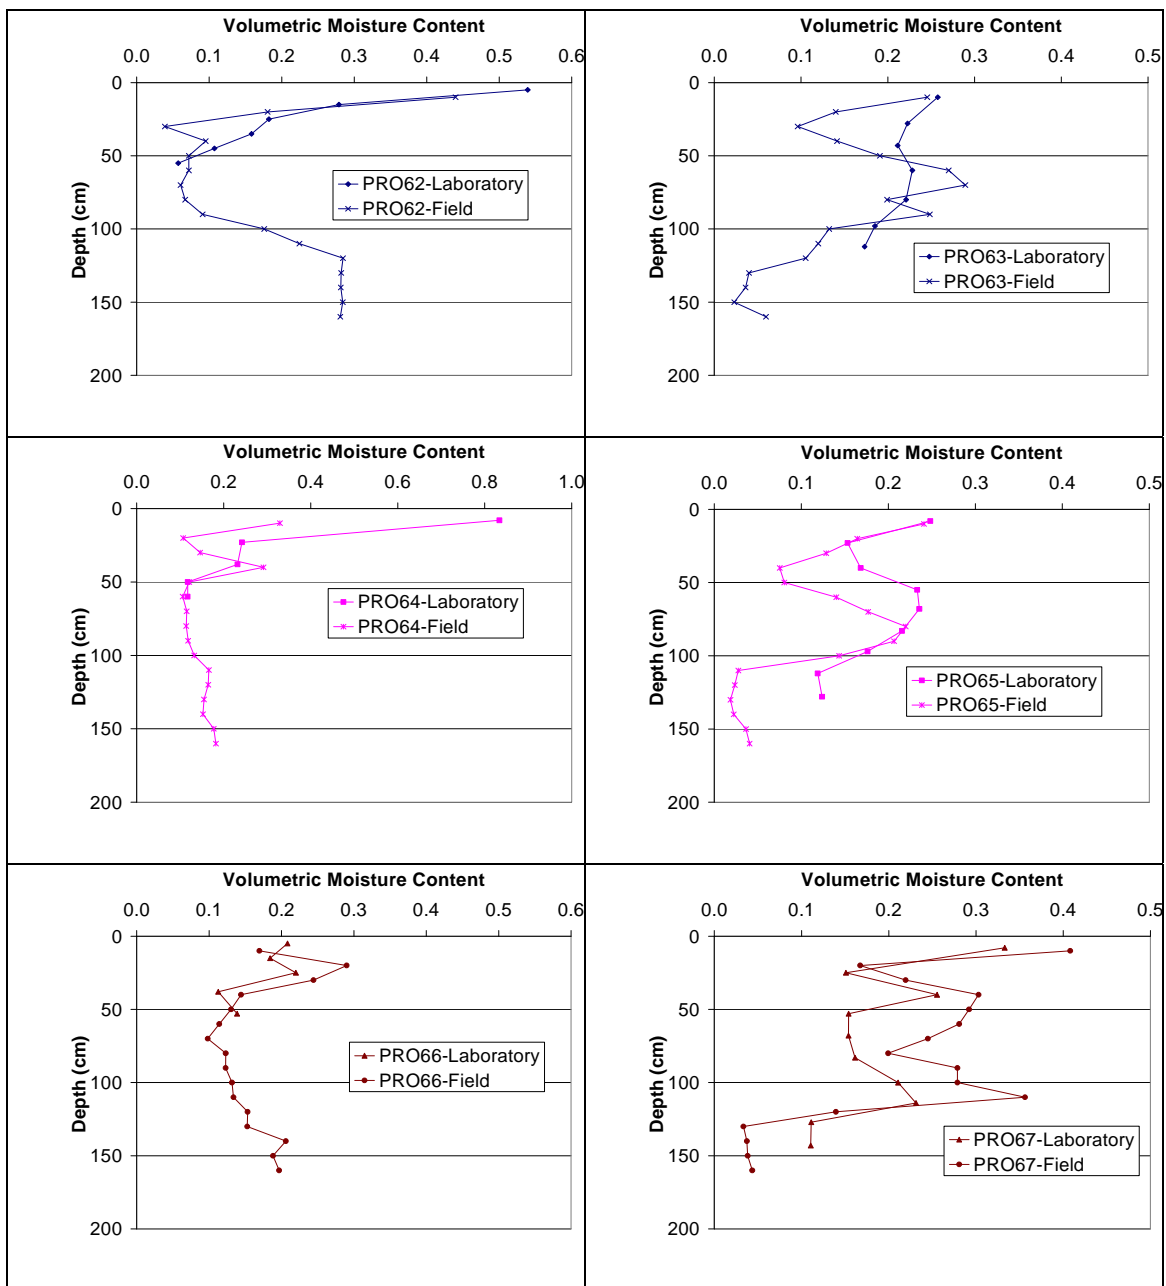 Volumetric Moisture Content
0.0 0.1 0.2 0.3 0.4 0.5 0.6
0
50
100
150
200
Depth (cm)
PRO62-Laboratory
PRO62-Field
Volumetric Moisture Content
0.0 0.1 0.2 0.3 0.4 0.5
0
50
100
150
200
Depth (cm)
PRO63-Laboratory
PRO63-Field
Volumetric Moisture Content
0.0 0.2 0.4 0.6 0.8 1.0
0
50
100
150
200
Depth (cm)
PRO64-Laboratory
PRO64-Field
Volumetric Moisture Content
0.0 0.1 0.2 0.3 0.4 0.5
0
50
100
150
200
Depth (cm)
PRO65-Laboratory
PRO65-Field
Volumetric Moisture Content
0.0 0.1 0.2 0.3 0.4 0.5 0.6
0
50
100
150
200
Depth (cm)
PRO66-Laboratory
PRO66-Field
Volumetric Moisture Content
0.0 0.1 0.2 0.3 0.4 0.5
0
50
100
150
200
Depth (cm)
PRO67-Laboratory
PRO67-Field